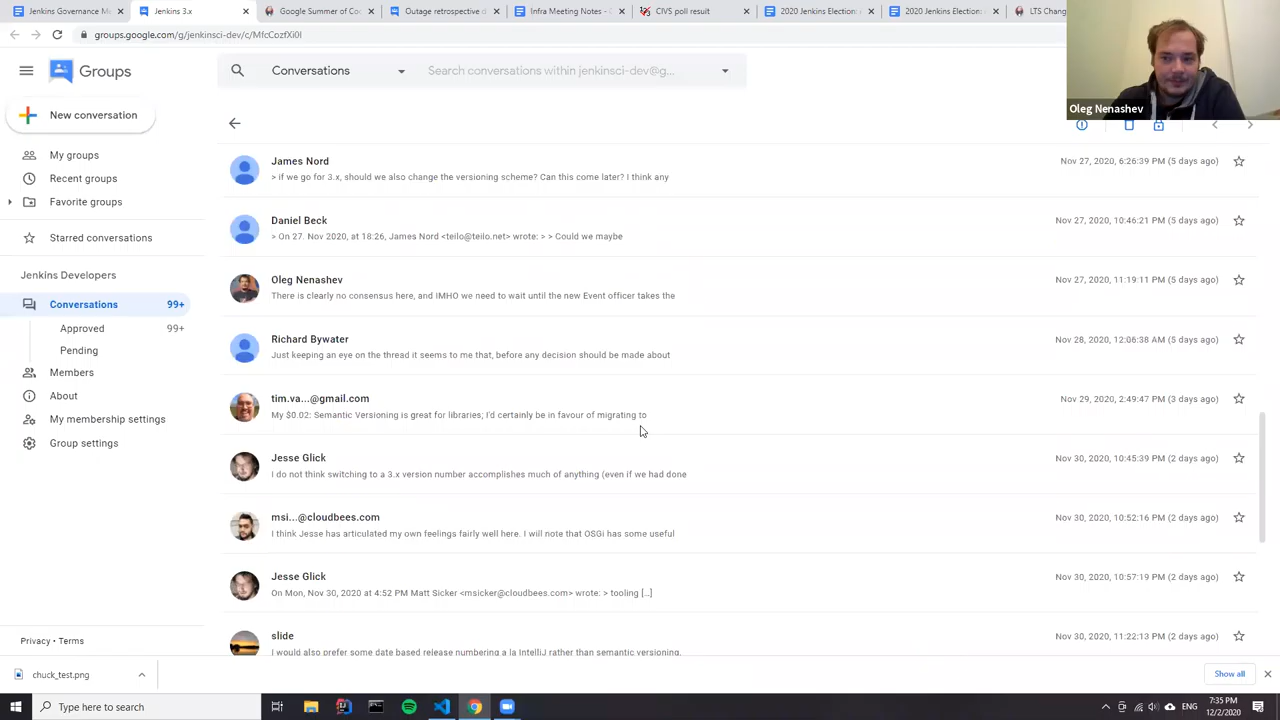 Jenkins Governance M
Jenkins 3.x
Google Summer of Co
Outage retrospective d
Infra Meeting Notes - G
CIVS poll result
2020 Jenkins Election:
2020 Jenkins Election:
LTS Chang
groups.google.com/g/jenkinsci-dev/c/MfcCozfXi0I
Groups
Conversations
Search conversations within jenkinsci-dev@g...
Oleg Nenashev
New conversation
My groups
Recent groups
Favorite groups
Starred conversations
Jenkins Developers
Conversations 99+
Approved 99+
Pending
Members
About
My membership settings
Group settings
Privacy • Terms
James Nord Nov 27, 2020, 6:26:39 PM (5 days ago)
> if we go for 3.x, should we also change the versioning scheme? Can this come later? I think any
Daniel Beck Nov 27, 2020, 10:46:21 PM (5 days ago)
> On 27. Nov 2020, at 18:26, James Nord <teilo@teilo.net> wrote: > > Could we maybe
Oleg Nenashev Nov 27, 2020, 11:19:11 PM (5 days ago)
There is clearly no consensus here, and IMHO we need to wait until the new Event officer takes the
Richard Bywater Nov 28, 2020, 12:06:38 AM (5 days ago)
Just keeping an eye on the thread it seems to me that, before any decision should be made about
tim.va...@gmail.com Nov 29, 2020, 2:49:47 PM (3 days ago)
My $0.02: Semantic Versioning is great for libraries; I'd certainly be in favour of migrating to
Jesse Glick Nov 30, 2020, 10:45:39 PM (2 days ago)
I do not think switching to a 3.x version number accomplishes much of anything (even if we had done
msi...@cloudbees.com Nov 30, 2020, 10:52:16 PM (2 days ago)
I think Jesse has articulated my own feelings fairly well here. I will note that OSGi has some useful
Jesse Glick Nov 30, 2020, 10:57:19 PM (2 days ago)
On Mon, Nov 30, 2020 at 4:52 PM Matt Sicker <msicker@cloudbees.com> wrote: > tooling [...]
slide Nov 30, 2020, 11:22:13 PM (2 days ago)
I would also prefer some date based release numbering a la IntelliJ rather than semantic versioning.
chuck_test.png
Show all
Type here to search
ENG
7:35 PM
12/2/2020